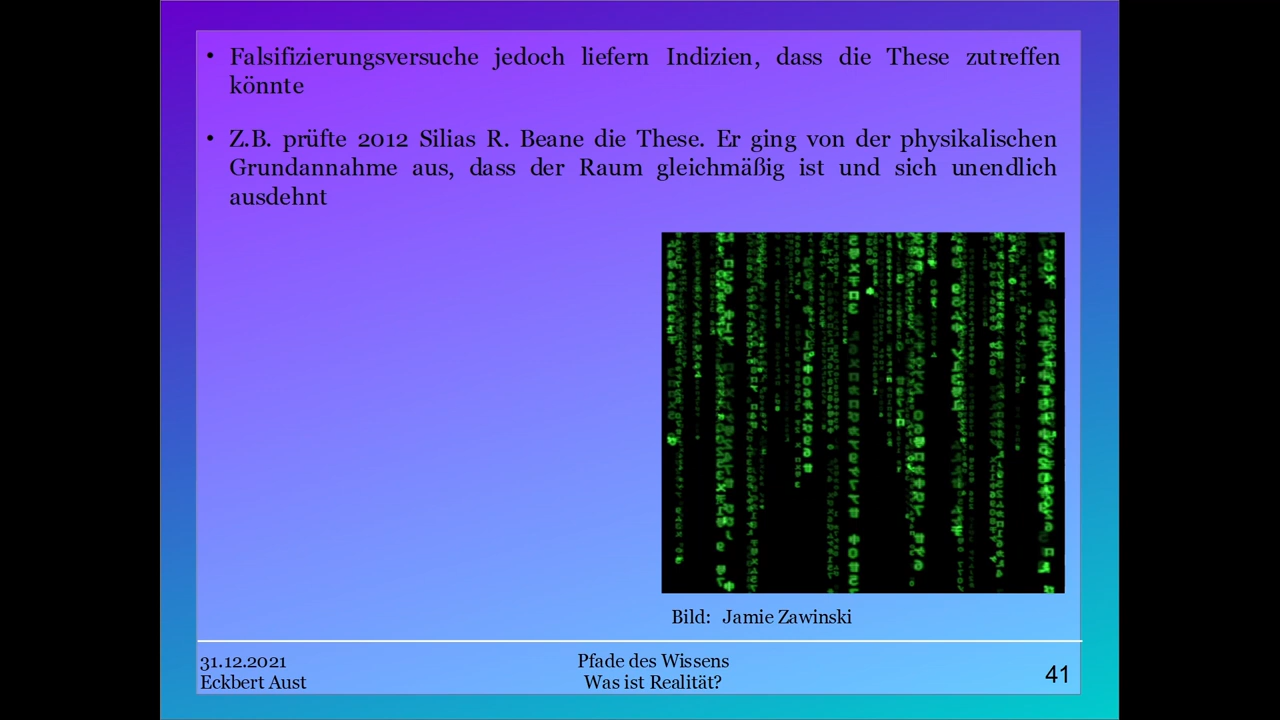 • Falsifizierungsversuche jedoch liefern Indizien, dass die These zutreffen
könnte
• Z.B. prüfte 2012 Silias R. Beane die These. Er ging von der physikalischen
Grundannahme aus, dass der Raum gleichmäßig ist und sich unendlich
ausdehnt
Bild: Jamie Zawinski
31.12.2021
Eckbert Aust
Pfade des Wissens
Was ist Realität?
41